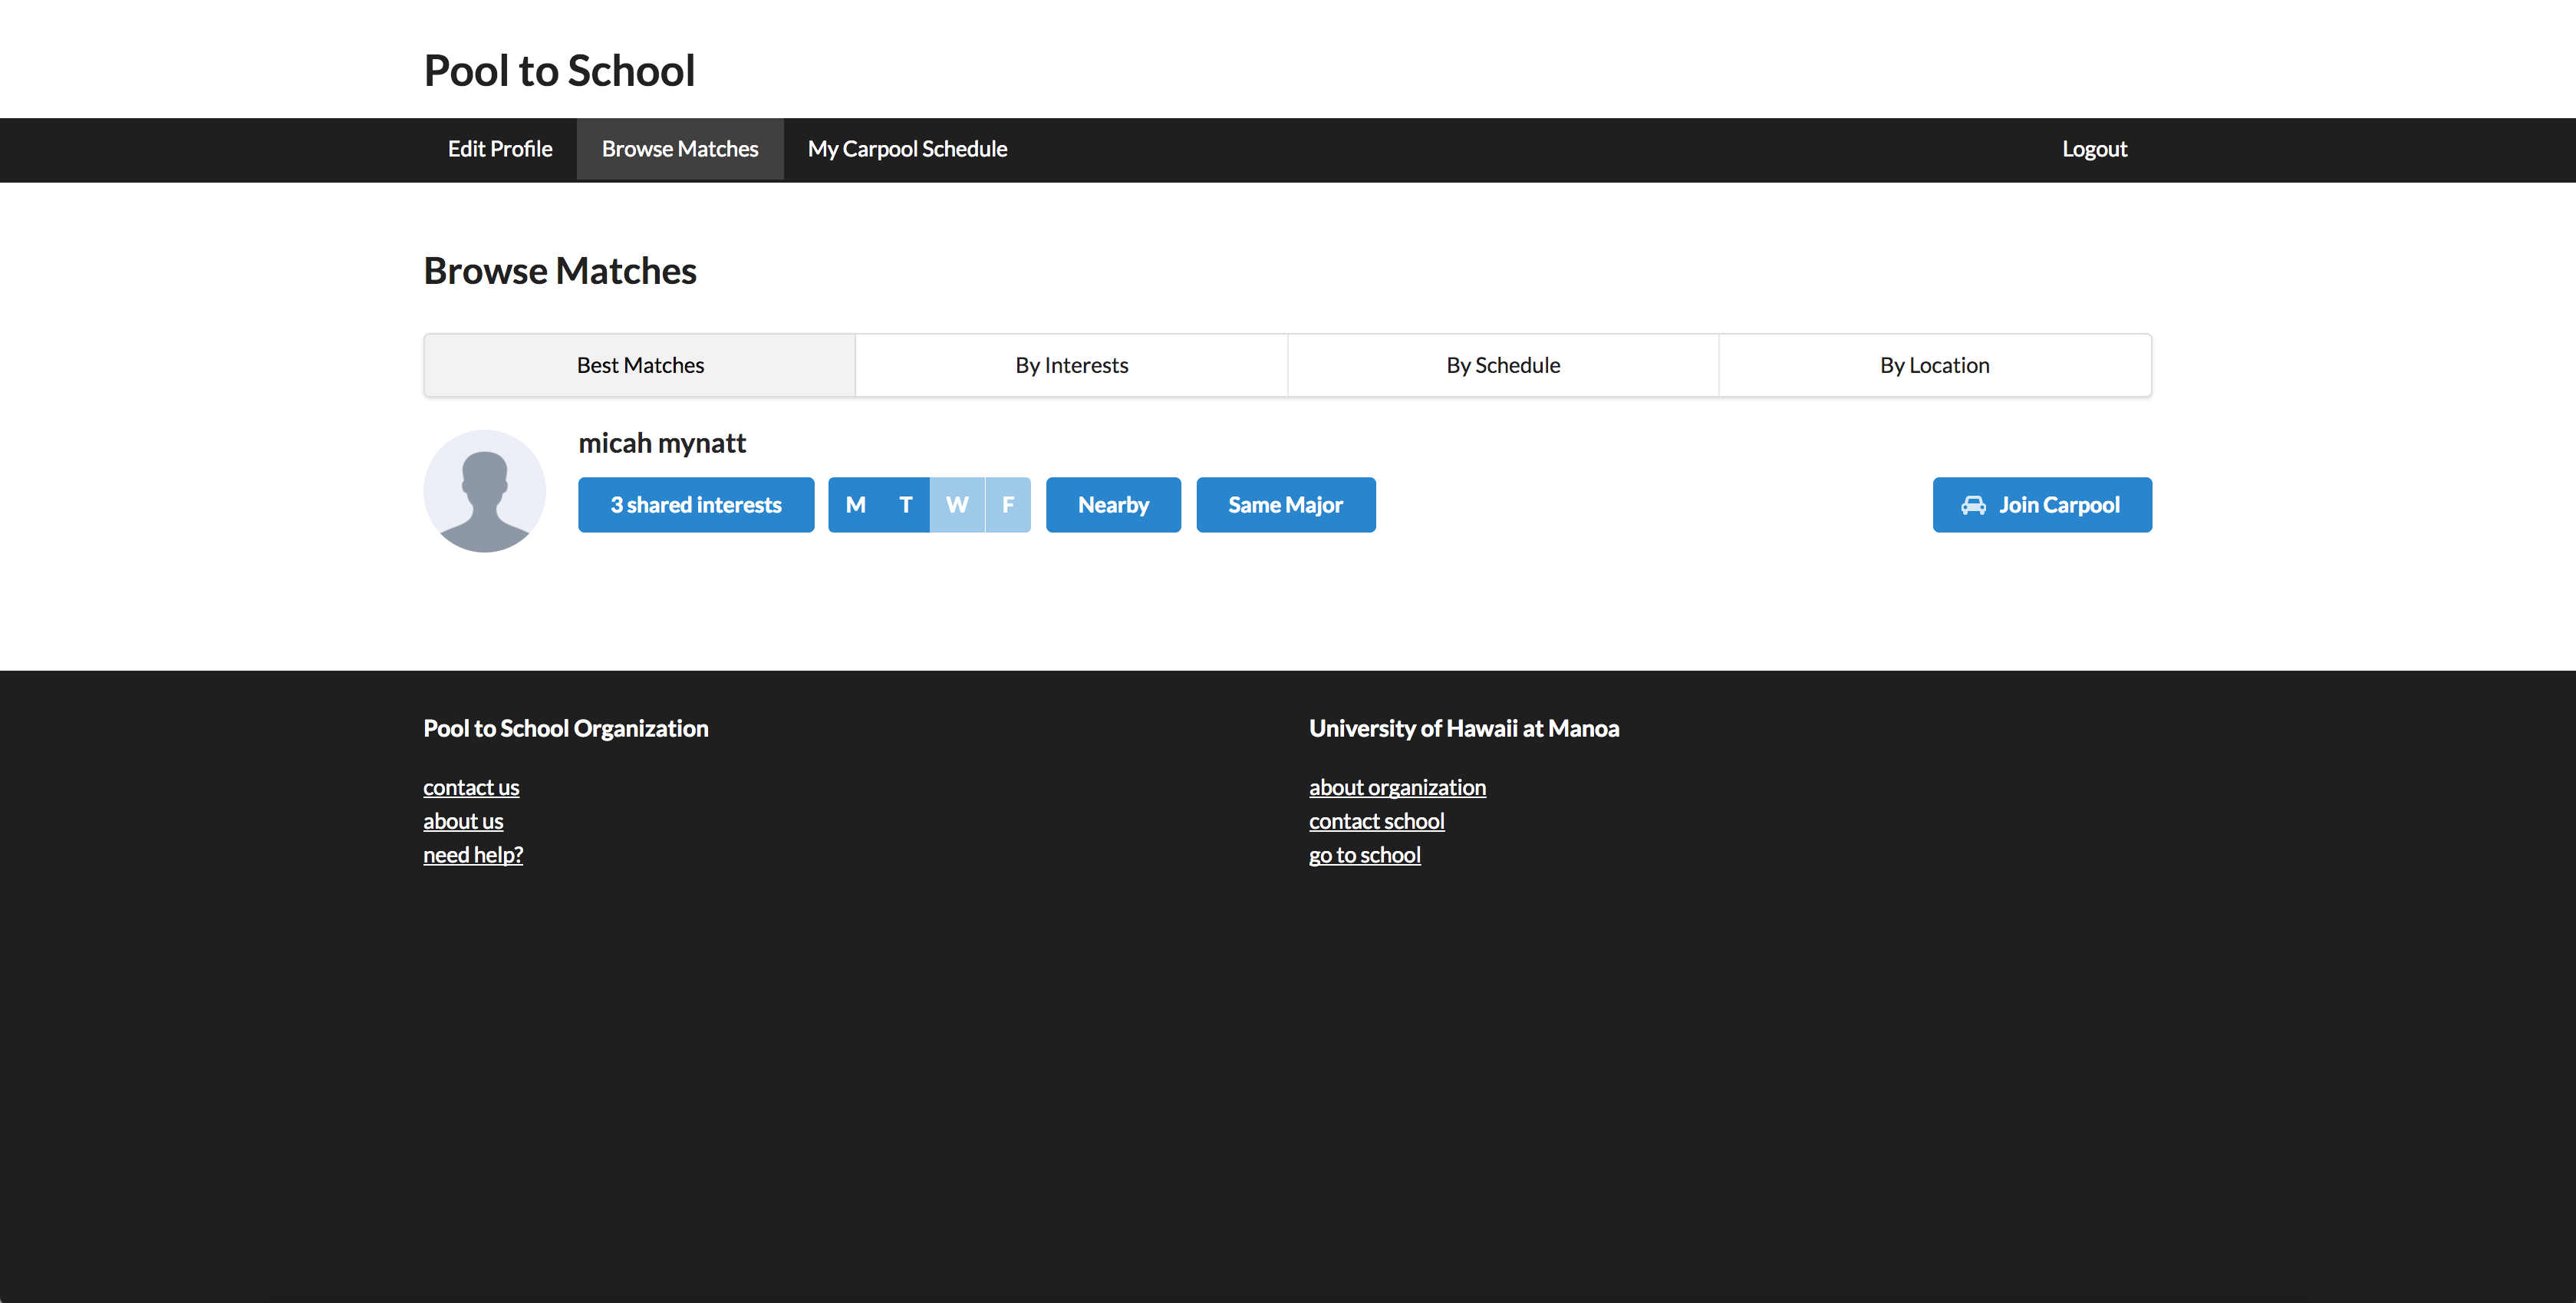 Pool to School
Edit Profile Browse Matches My Carpool Schedule Logout
Browse Matches
Best Matches By Interests By Schedule By Location
micah mynatt
3 shared interests M T W F Nearby Same Major Join Carpool
Pool to School Organization University of Hawaii at Manoa
contact us about organization
about us contact school
need help? go to school